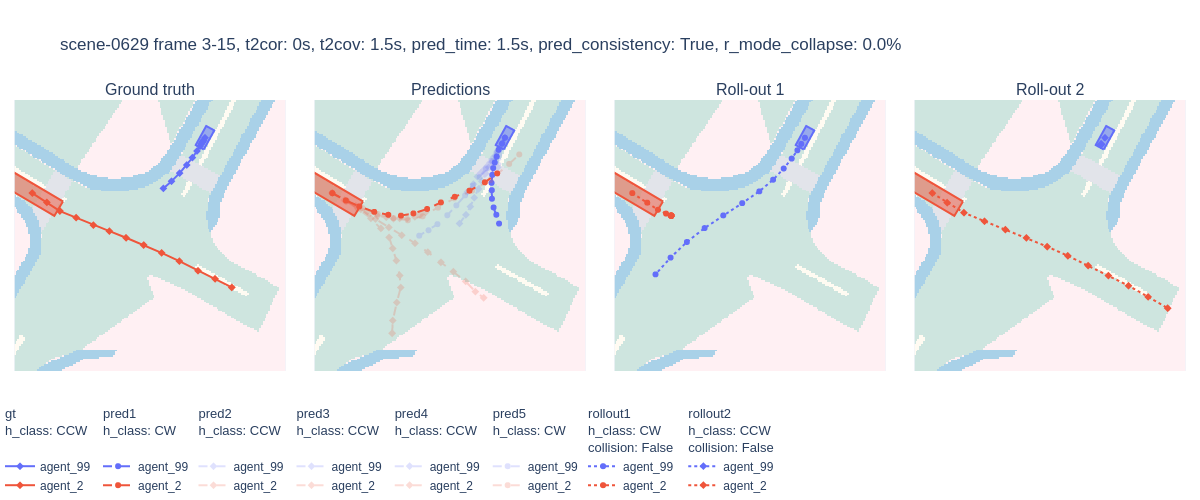 scene-0629 frame 3-15, t2cor: 0s, t2cov: 1.5s, pred_time: 1.5s, pred_consistency: True, r_mode_collapse: 0.0%
Ground truth
Predictions
Roll-out 1
Roll-out 2
gt
h_class: CCW
agent_99
agent_2
pred1
h_class: CW
agent_99
agent_2
pred2
h_class: CCW
agent_99
agent_2
pred3
h_class: CCW
agent_99
agent_2
pred4
h_class: CCW
agent_99
agent_2
pred5
h_class: CW
agent_99
agent_2
rollout1
h_class: CW
collision: False
agent_99
agent_2
rollout2
h_class: CCW
collision: False
agent_99
agent_2